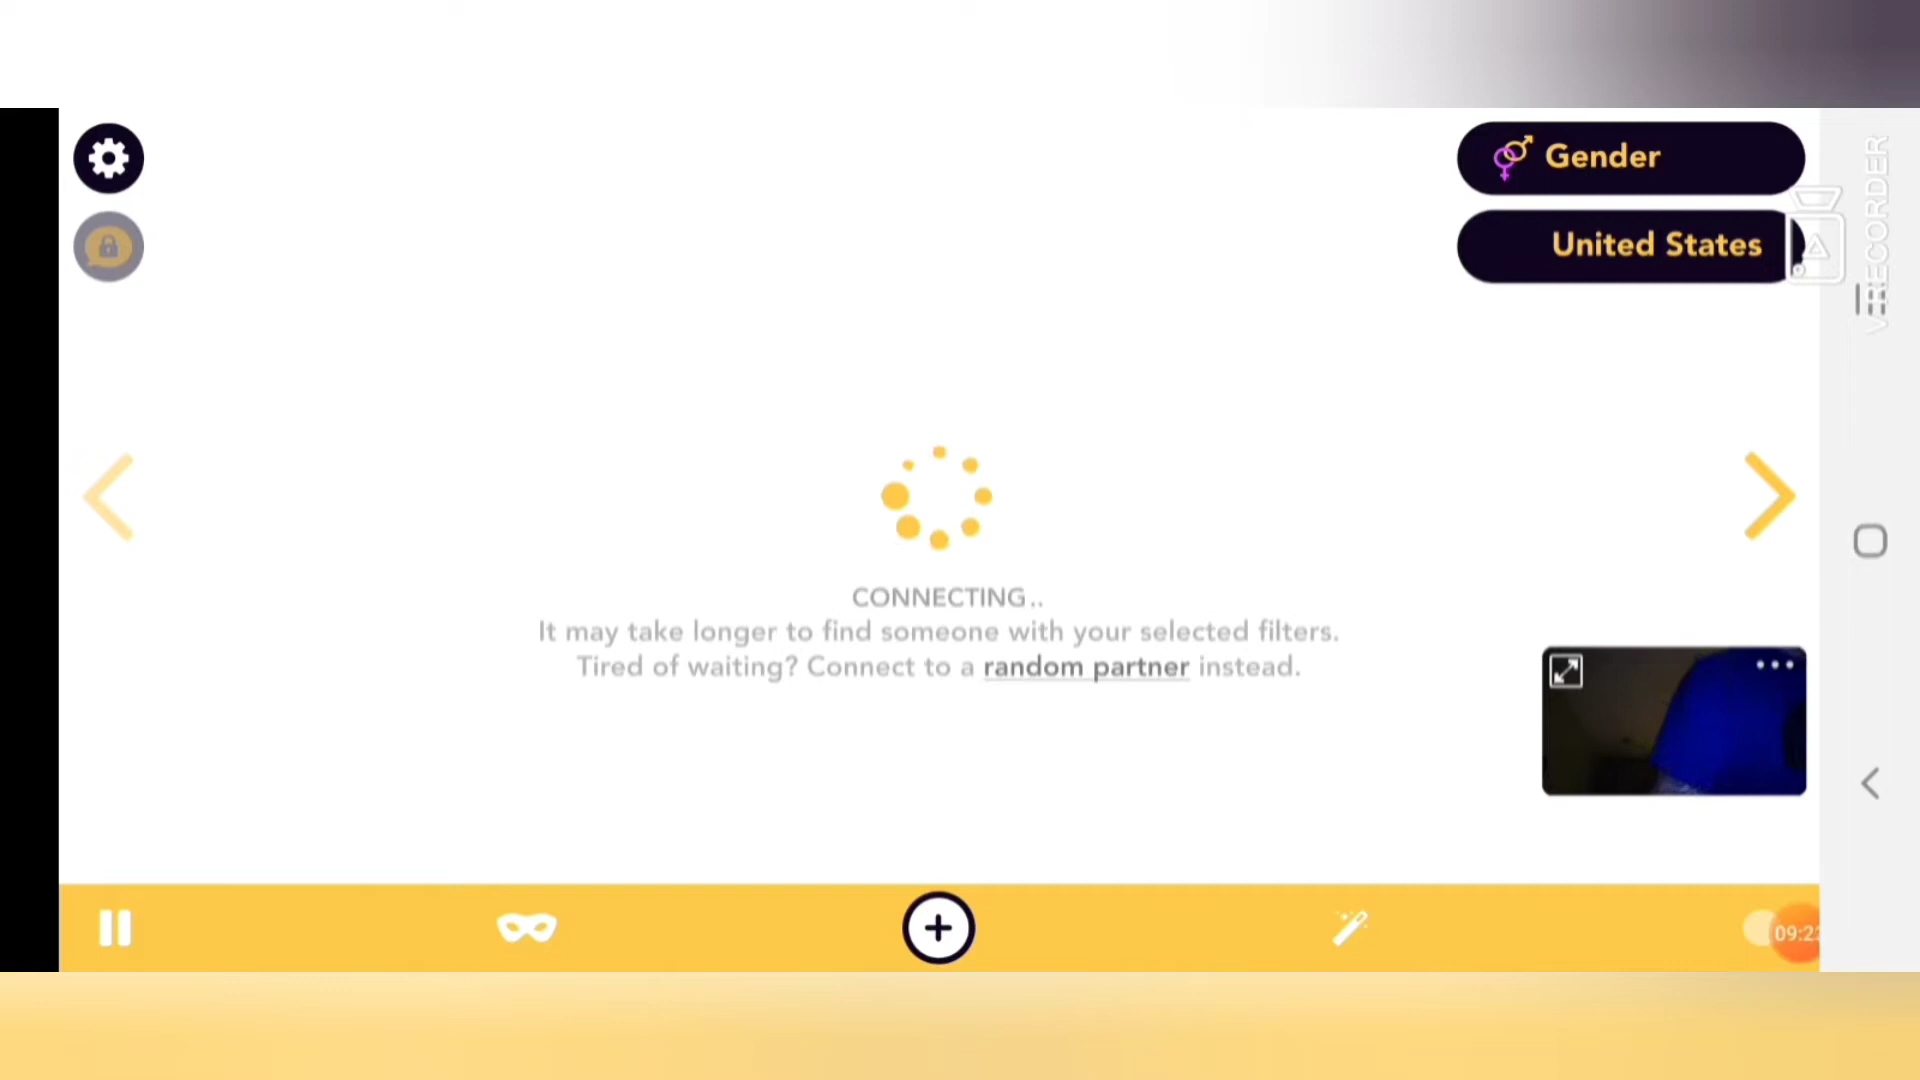 Gender
United States
VRECORDER
CONNECTING..
It may take longer to find someone with your selected filters.
Tired of waiting? Connect to a random partner instead.